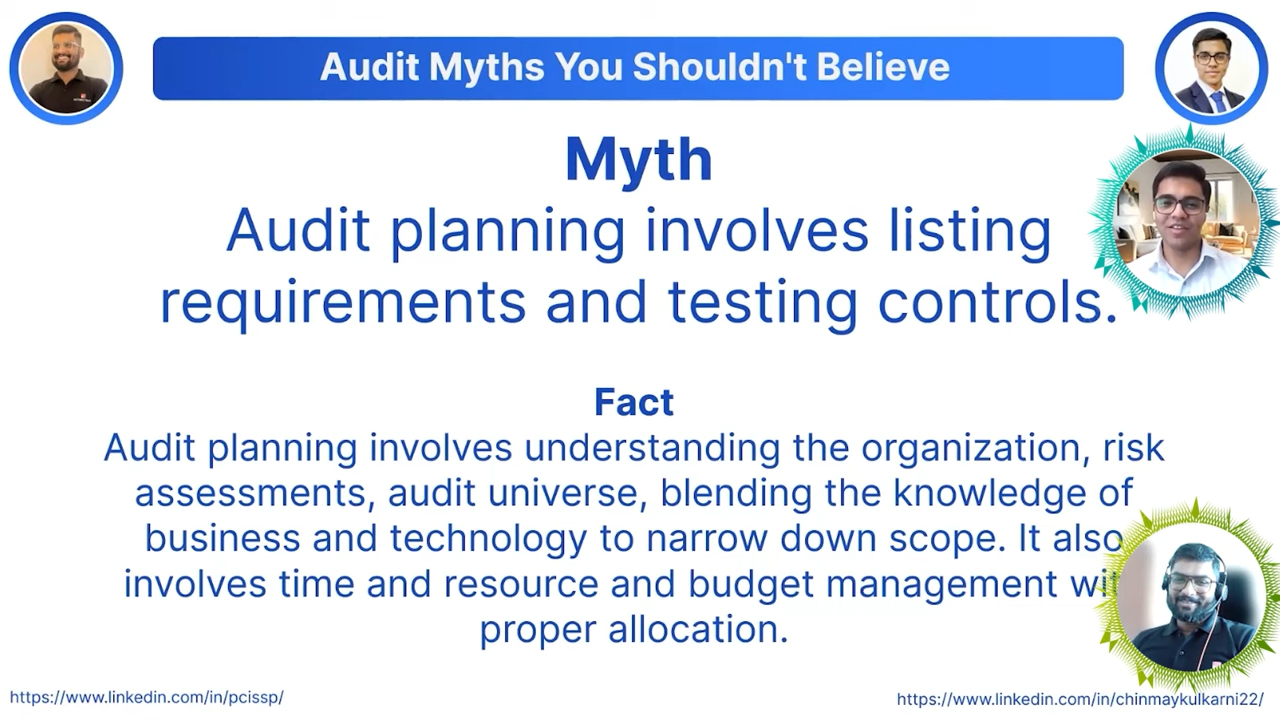 Audit Myths You Shouldn't Believe
Myth
Audit planning involves listing
requirements and testing controls.
Fact
Audit planning involves understanding the organization, risk
assessments, audit universe, blending the knowledge of
business and technology to narrow down scope. It also
involves time and resource and budget management
proper allocation.
https://www.linkedin.com/in/pcissp/
https://www.linkedin.com/in/chinmaykulkarni22/